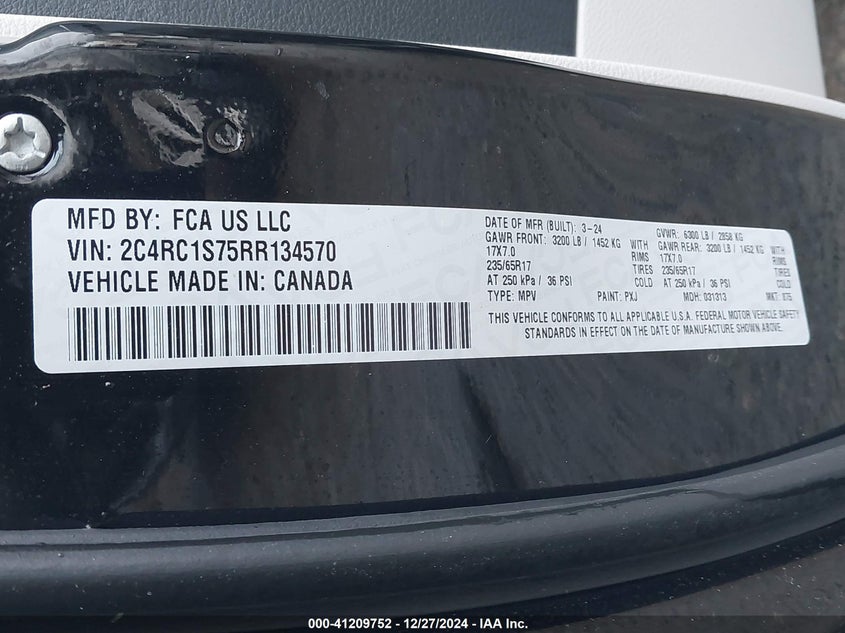 MFD BY: FCA US LLC
VIN: 2C4RC1S75RR134570
VEHICLE MADE IN: CANADA
DATE OF MFR (BUILT): 3-24 GVWR: 6300 LB / 2858 KG
GAWR FRONT: 3200 LB / 1452 KG WITH GAWR REAR: 3200 LB / 1452 KG WITH
17X7.0 RIMS 17X7.0 RIMS
235/65R17 TIRES 235/65R17 TIRES
AT 250 kPa / 36 PSI COLD AT 250 kPa / 36 PSI COLD
TYPE: MPV PAINT: PXJ MDH: 031313 MKT:
THIS VEHICLE CONFORMS TO ALL APPLICABLE U.S.A. FEDERAL MOTOR VEHICLE SAFETY
STANDARDS IN EFFECT ON THE DATE OF MANUFACTURE SHOWN ABOVE.
000-41209752 - 12/27/2024 - IAA Inc.